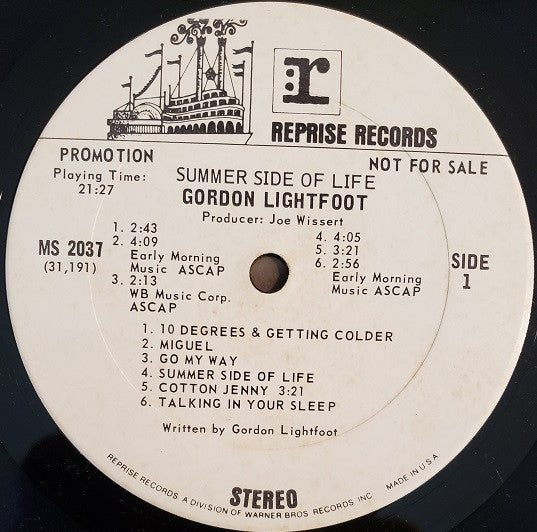 r
REPRISE RECORDS
PROMOTION
NOT FOR SALE
Playing Time:
21:27
SUMMER SIDE OF LIFE
GORDON LIGHTFOOT
Producer: Joe Wissert
MS 2037
(31,191)
1. 2:43
2. 4:09
Early Morning
Music ASCAP
3. 2:13
WB Music Corp.
ASCAP
4. 4:05
5. 3:21
6. 2:56
Early Morning
Music ASCAP
SIDE
1
1. 10 DEGREES & GETTING COLDER
2. MIGUEL
3. GO MY WAY
4. SUMMER SIDE OF LIFE
5. COTTON JENNY 3:21
6. TALKING IN YOUR SLEEP
Written by Gordon Lightfoot
STEREO
REPRISE RECORDS, A DIVISION OF WARNER BROS. RECORDS, INC. MADE IN U.S.A.